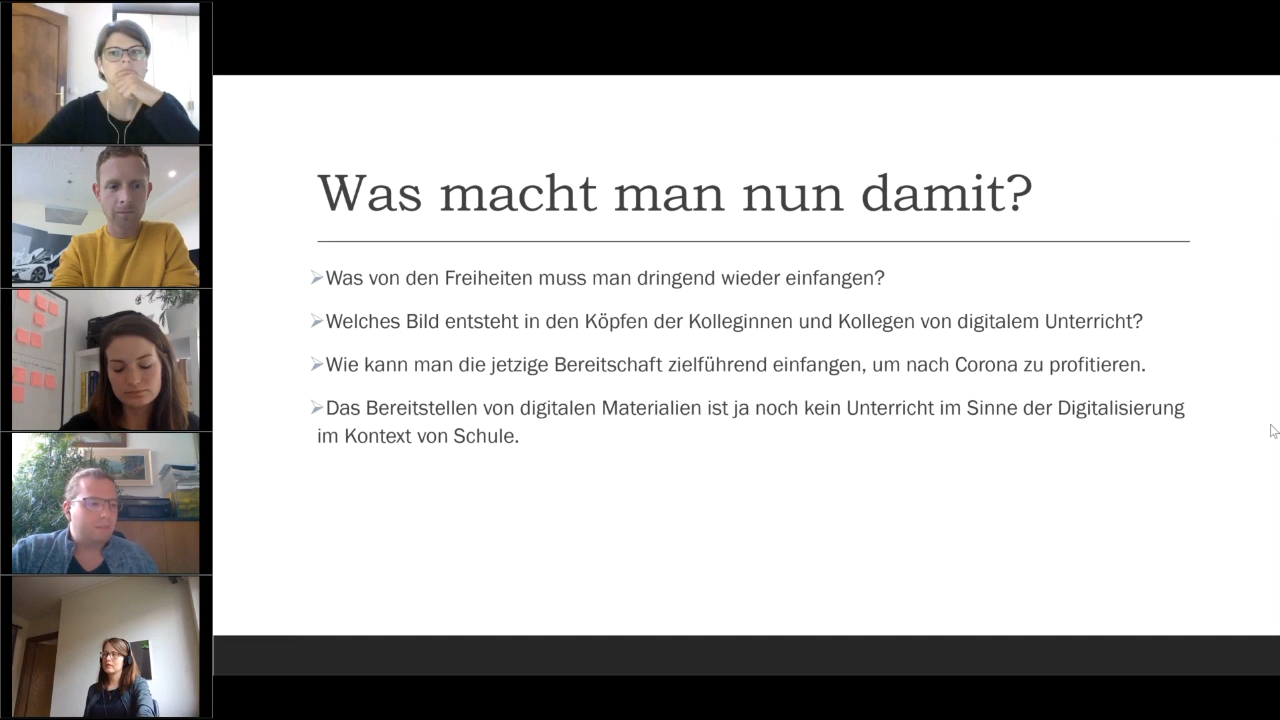 Was macht man nun damit?
➢Was von den Freiheiten muss man dringend wieder einfangen?
➢Welches Bild entsteht in den Köpfen der Kolleginnen und Kollegen von digitalem Unterricht?
➢Wie kann man die jetzige Bereitschaft zielführend einfangen, um nach Corona zu profitieren.
➢Das Bereitstellen von digitalen Materialien ist ja noch kein Unterricht im Sinne der Digitalisierung
im Kontext von Schule.